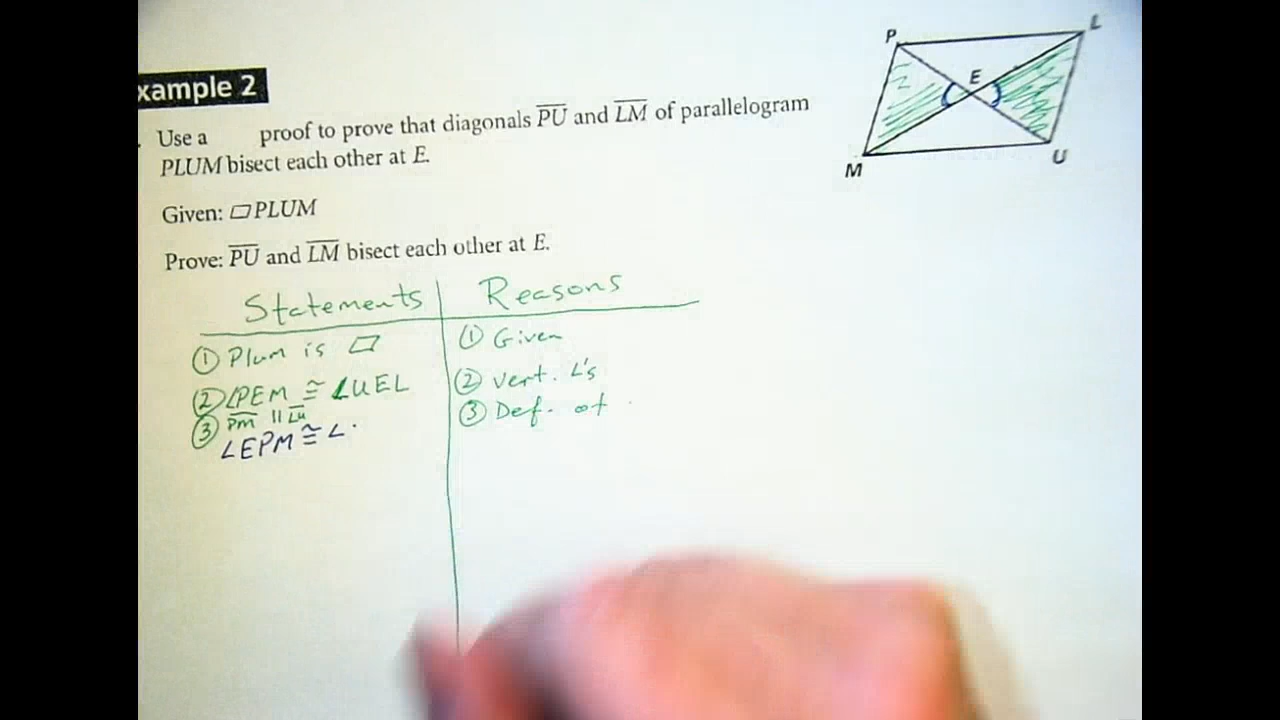 xample 2
Use a proof to prove that diagonals PU and LM of parallelogram
PLUM bisect each other at E.
Given: ▱PLUM
Prove: PU and LM bisect each other at E.
P
L
E
M
U
Statements
Reasons
① Plum is ▱
① Given
② ∠PEM ≅ ∠UEL
② Vert. ∠'s
③ PM || LU
③ Def. of
∠EPM ≅ ∠